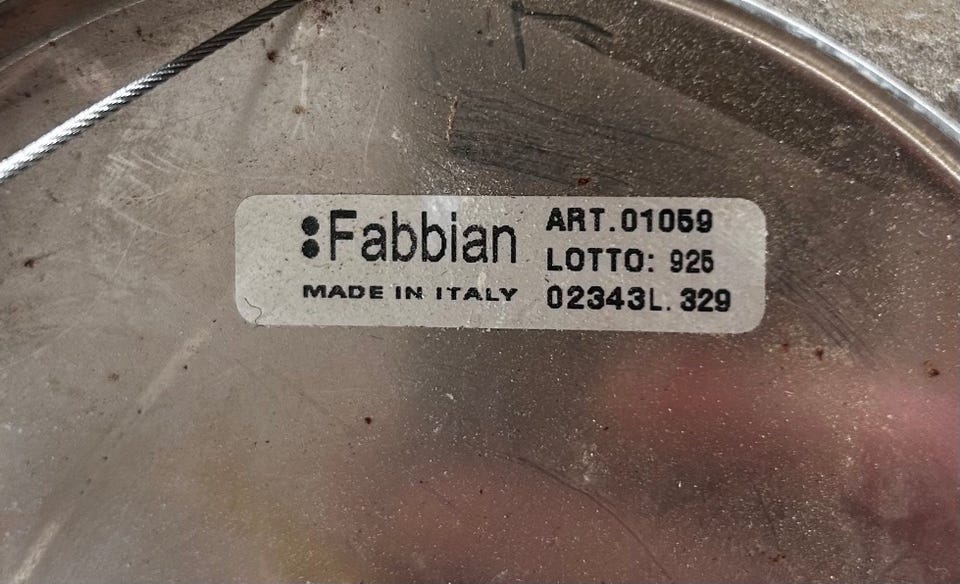 :Fabbian
MADE IN ITALY
ART.01059
LOTTO: 925
02343L. 329